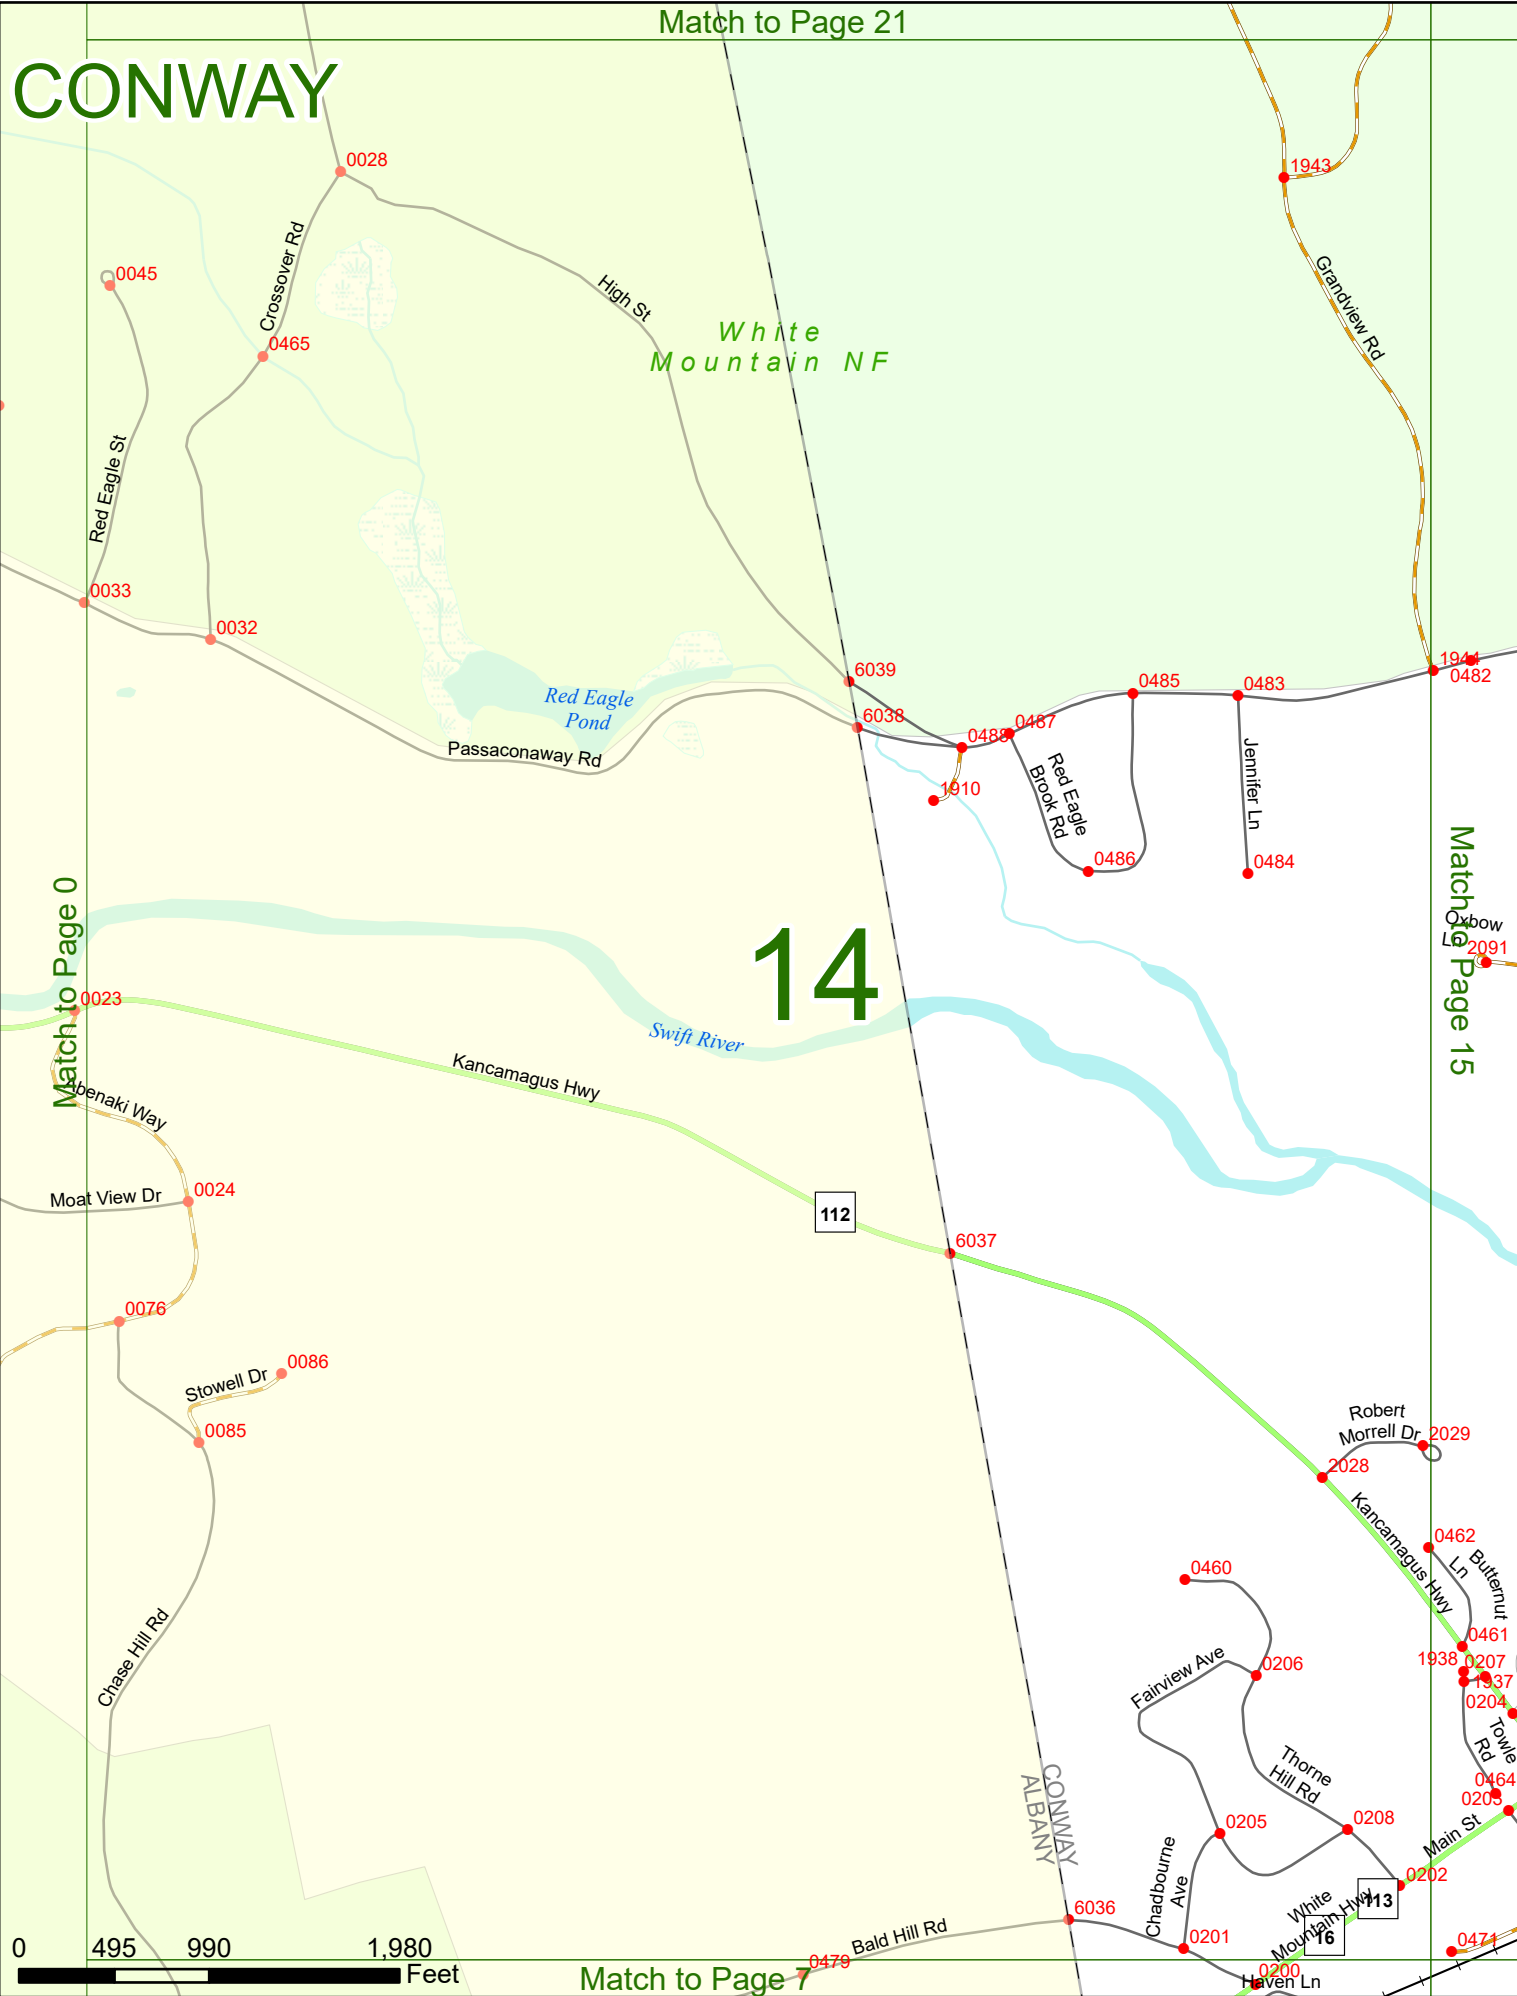 Match to Page 21
CONWAY
0028
1943
0045
Crossover Rd
High St
Grandview Rd
White
Mountain NF
0465
Red Eagle St
0033
0032
6039
1944
0482
0485
0483
Red Eagle
Pond
6038
0488
0487
Passaconaway Rd
1910
Red Eagle
Brook Rd
Jennifer Ln
0486
0484
Match to Page 0
Match to Page 15
14
Oxbow
Ln
2091
0023
Swift River
Kancamagus Hwy
Abenaki Way
Moat View Dr
0024
112
6037
0076
0086
Stowell Dr
0085
Robert
Morrell Dr
2029
2028
Kancamagus Hwy
0462
Butternut
Ln
0460
0461
1938
0207
1937
0204
Fairview Ave
0206
Chase Hill Rd
Towle
Rd
Thorne
Hill Rd
CONWAY
ALBANY
0464
0203
0205
0208
Main St
Chadbourne
Ave
0202
113
White
Mountain Hwy
16
6036
Bald Hill Rd
0201
0471
0479
0200
Haven Ln
0 495 990 1,980
Feet
Match to Page 7